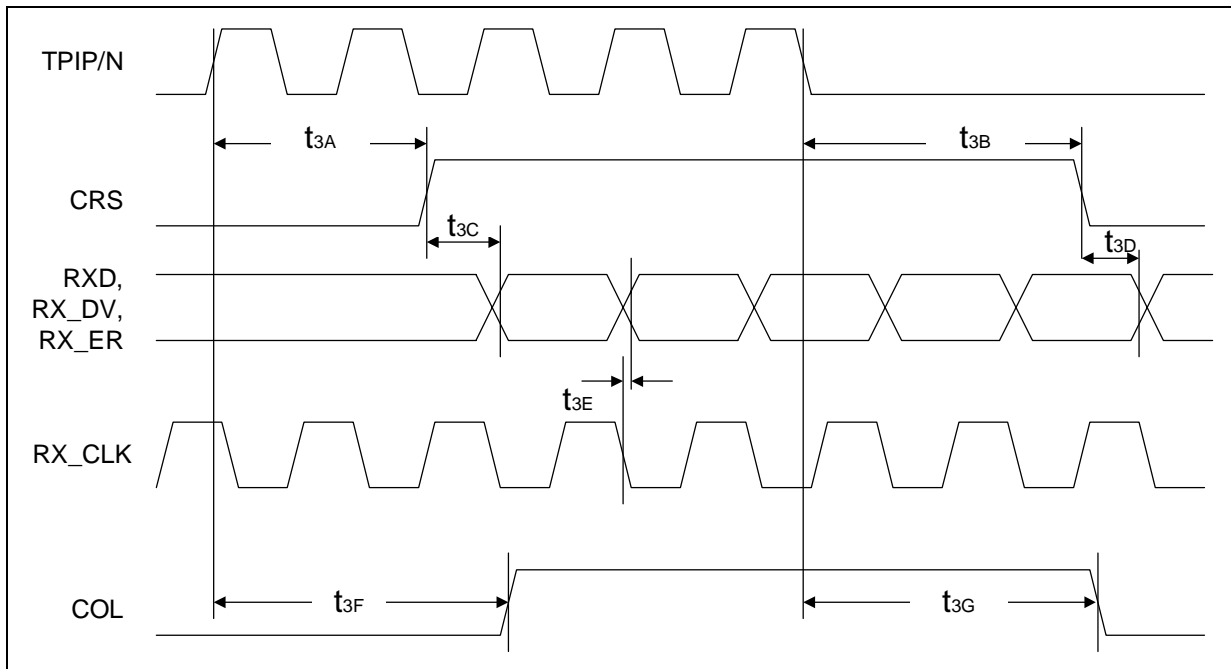 TPIP/N
t3A
t3B
CRS
t3C
t3D
RXD,
RX_DV,
RX_ER
t3E
RX_CLK
t3F
t3G
COL